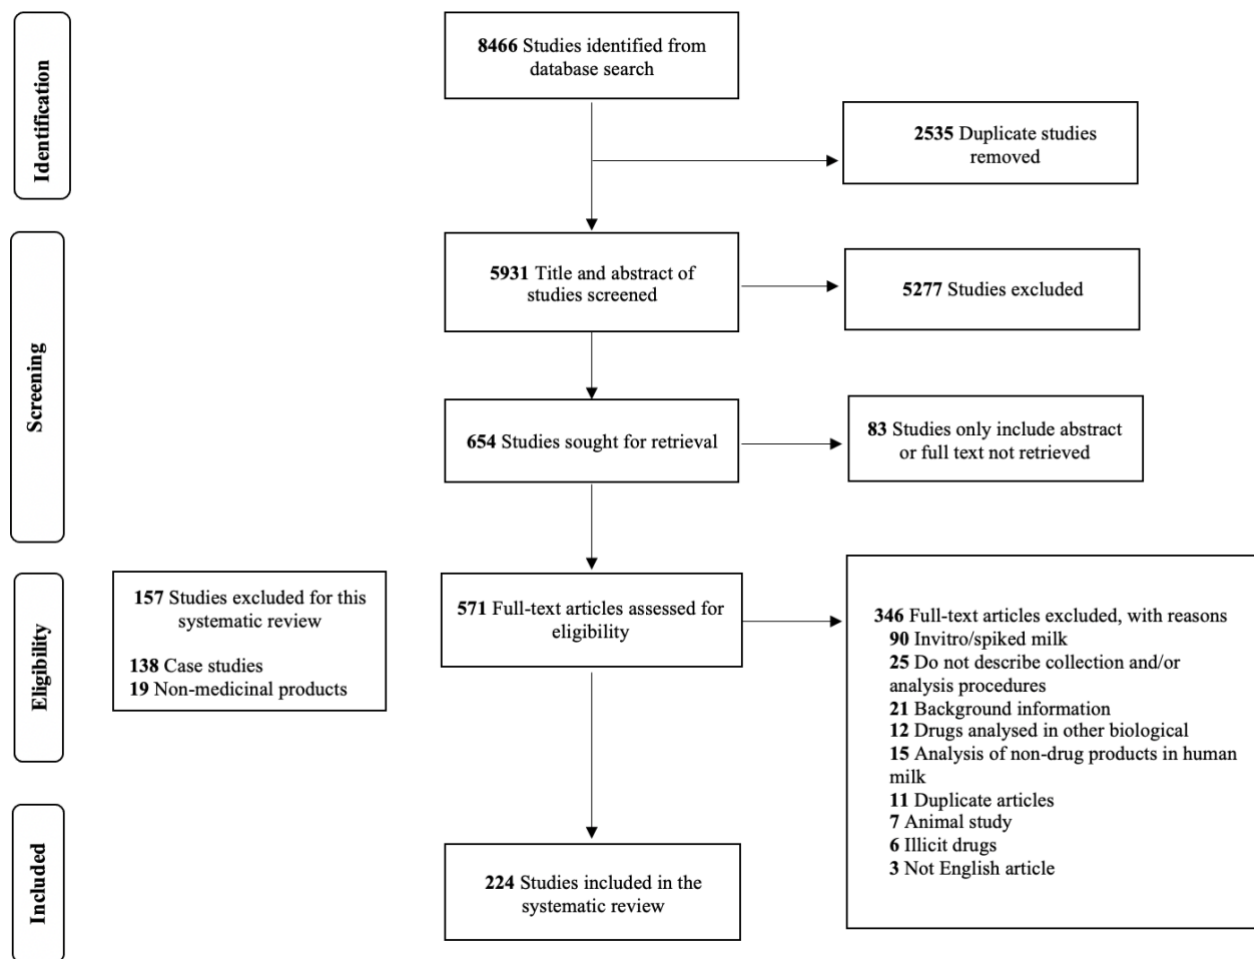 Identification
8466 Studies identified from
database search
2535 Duplicate studies
removed
Screening
5931 Title and abstract of
studies screened
5277 Studies excluded
654 Studies sought for retrieval
83 Studies only include abstract
or full text not retrieved
Eligibility
157 Studies excluded for this
systematic review
138 Case studies
19 Non-medicinal products
571 Full-text articles assessed for
eligibility
346 Full-text articles excluded, with reasons
90 Invitro/spiked milk
25 Do not describe collection and/or
analysis procedures
21 Background information
12 Drugs analysed in other biological
15 Analysis of non-drug products in human
milk
11 Duplicate articles
7 Animal study
6 Illicit drugs
3 Not English article
Included
224 Studies included in the
systematic review